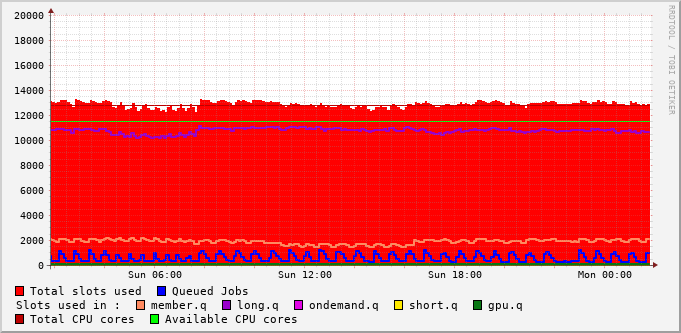 20000
18000
16000
14000
12000
10000
8000
6000
4000
2000
0
Sun 06:00 Sun 12:00 Sun 18:00 Mon 00:00
RRDTOOL / TOBI OETIKER
Total slots used Queued Jobs
Slots used in : member.q long.q ondemand.q short.q gpu.q
Total CPU cores Available CPU cores